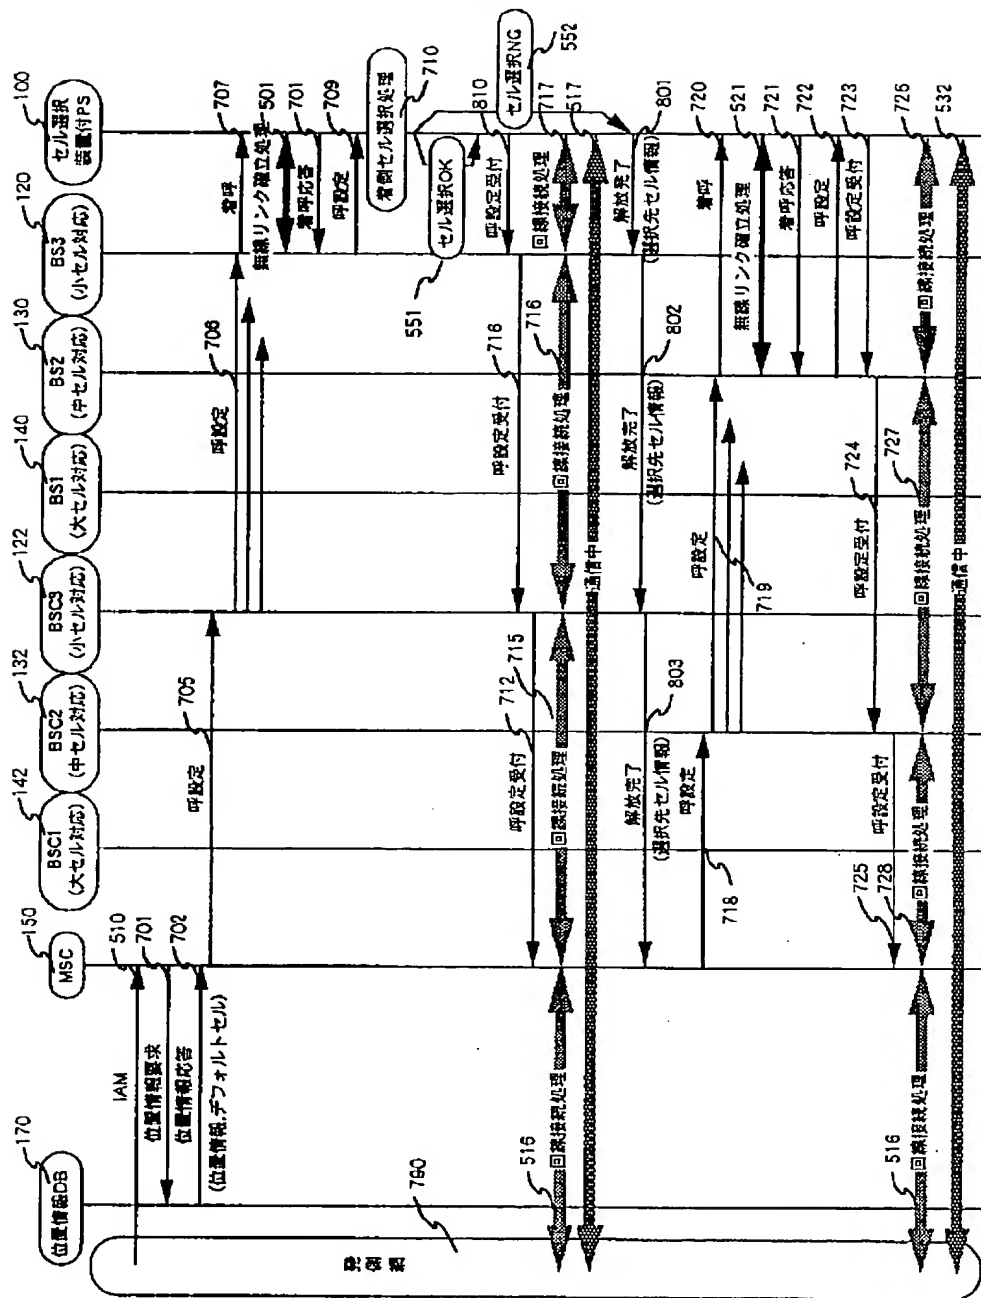 170
位置情報DB
150
MSC
142
BSC1
(大セル対応)
132
BSC2
(中セル対応)
122
BSC3
(小セル対応)
140
BS1
(大セル対応)
130
BS2
(中セル対応)
120
BS3
(小セル対応)
100
セル選択
装置付PS
発側網
790
IAM
510
位置情報要求
701
位置情報応答
702
(位置情報,デフォルトセル)
呼設定
705
呼設定
706
着呼
707
無線リンク確立処理
501
着呼応答
701
呼設定
709
着側セル選択処理
710
セル選択OK
551
セル選択NG
552
呼設定受付
810
呼設定受付
716
呼設定受付
712
回線接続処理
516
回線接続処理
715
回線接続処理
716
回線接続処理
717
通信中
517
解放完了
(選択先セル情報)
801
解放完了
(選択先セル情報)
802
解放完了
(選択先セル情報)
803
呼設定
718
呼設定
719
着呼
720
無線リンク確立処理
521
着呼応答
721
呼設定
722
呼設定受付
723
呼設定受付
724
呼設定受付
725
回線接続処理
516
回線接続処理
728
回線接続処理
727
回線接続処理
726
通信中
532